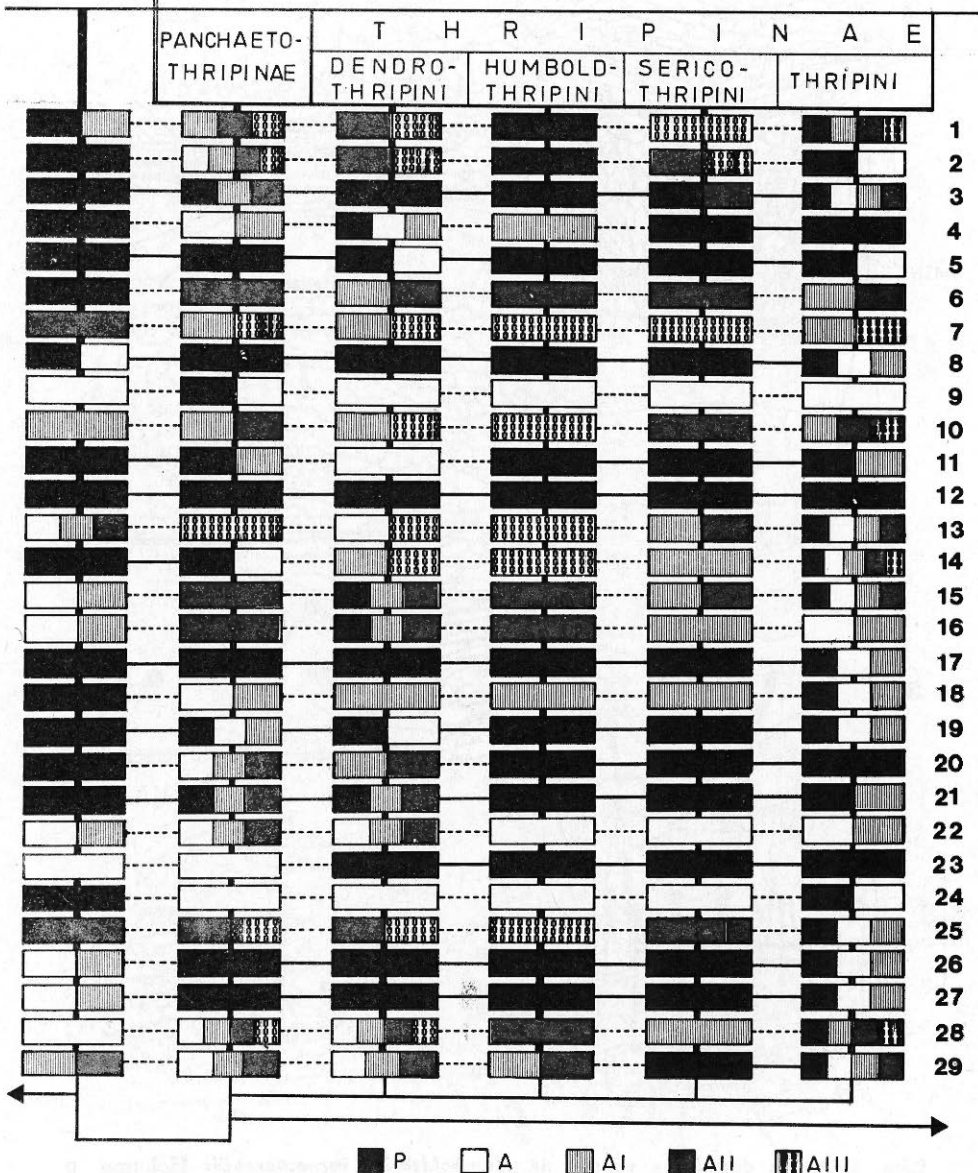 T H R I P I N A E
PANCHAETO-
THRIPINAE
DENDRO-
THRIPINI
HUMBOLD-
THRIPINI
SERICO-
THRIPINI
THRIPINI
1
2
3
4
5
6
7
8
9
10
11
12
13
14
15
16
17
18
19
20
21
22
23
24
25
26
27
28
29
P A AI AII AIII